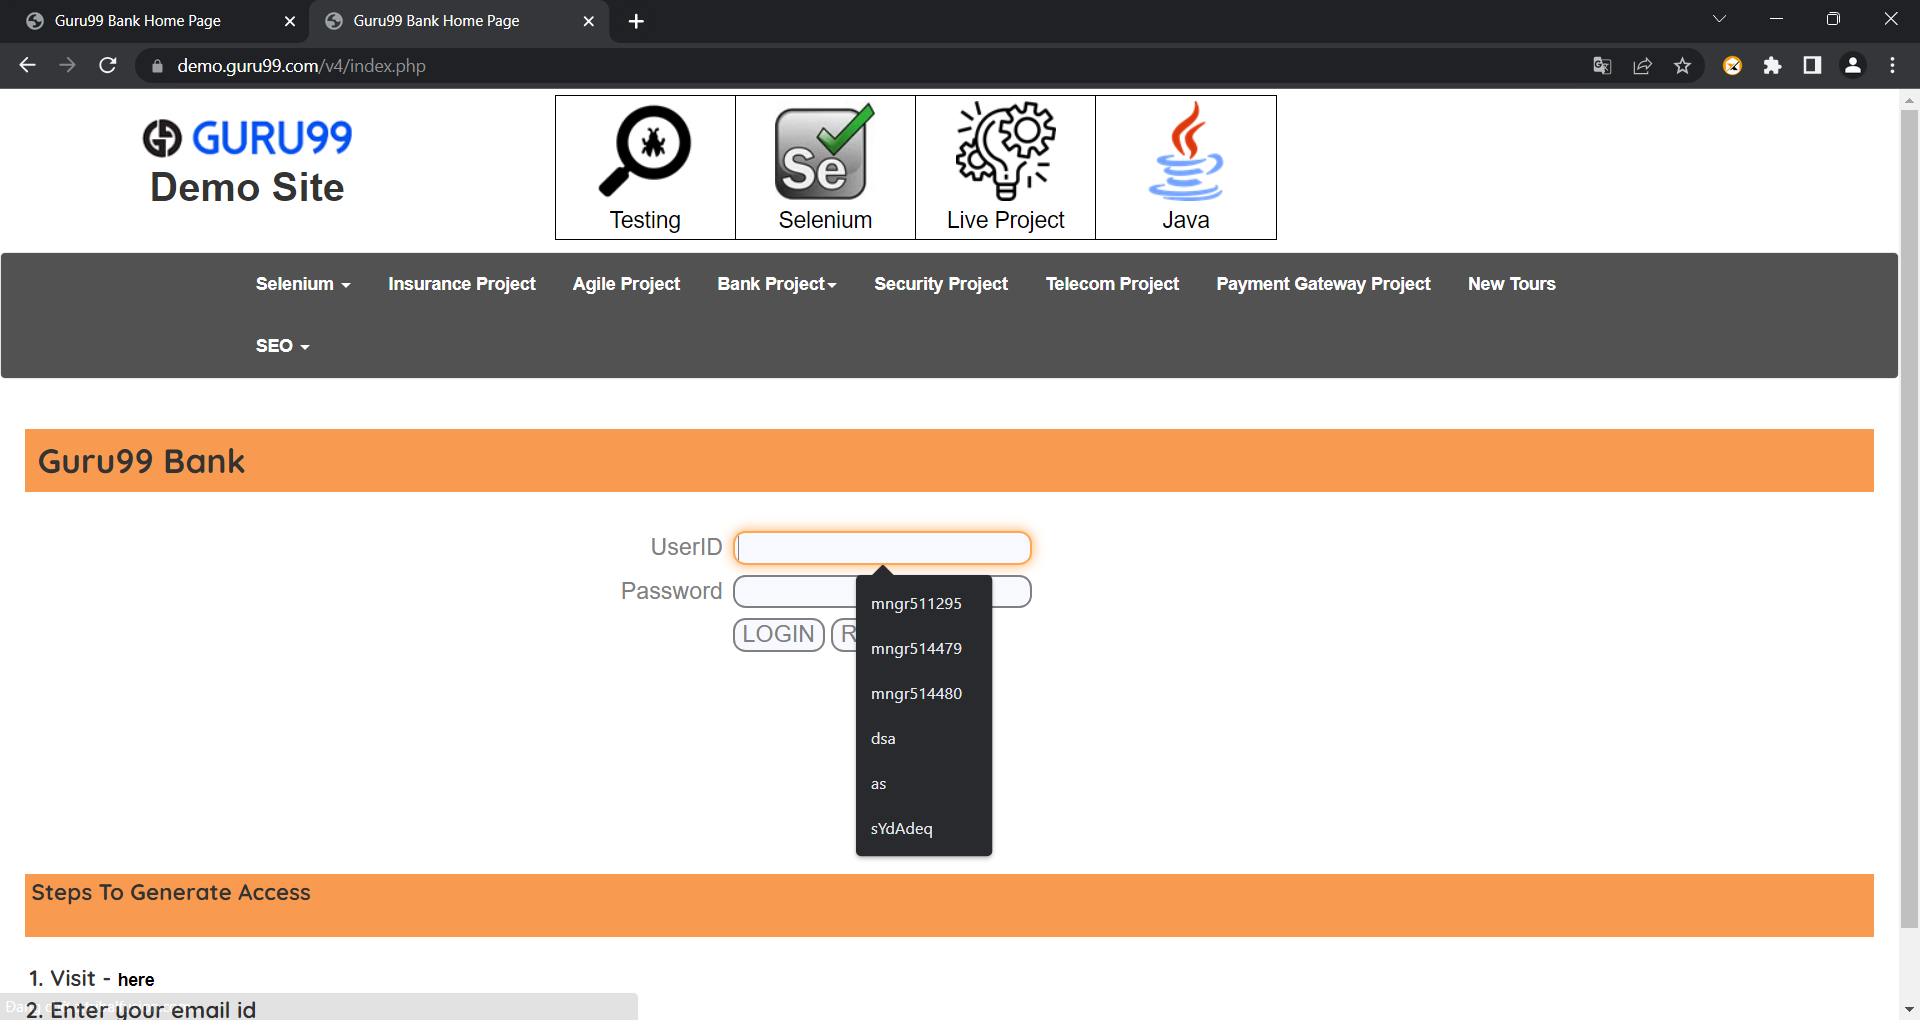 Guru99 Bank Home Page
Guru99 Bank Home Page
demo.guru99.com/v4/index.php
GURU99
Demo Site
Se
Testing
Selenium
Live Project
Java
Selenium
Insurance Project
Agile Project
Bank Project
Security Project
Telecom Project
Payment Gateway Project
New Tours
SEO
Guru99 Bank
UserID
Password
LOGIN
R
mngr511295
mngr514479
mngr514480
dsa
as
sYdAdeq
Steps To Generate Access
1. Visit - here
2. Enter your email id